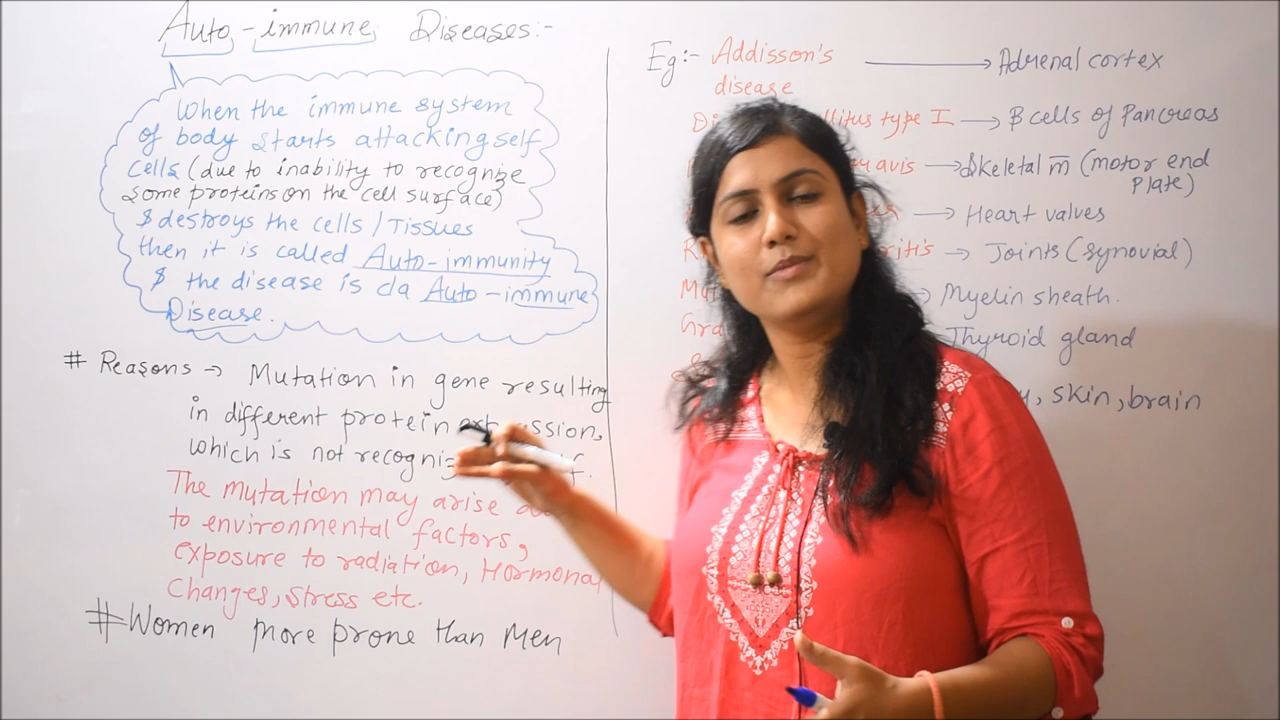 Auto-immune Diseases:-
When the immune system
of body starts attacking self
cells (due to inability to recognize
some proteins on the cell surface)
& destroys the cells / Tissues
then it is called Auto-immunity
& the disease is c/a Auto-immune
Disease.
# Reasons → Mutation in gene resulting
in different protein
which is not
The mutation may arise
to environmental factors,
exposure to radiation, Hormonal
Changes, stress etc.
# Women more prone than Men
Eg:- Addisson's → Adrenal cortex
disease
type I → β cells of Pancreas
→ Skeletal m̅ (motor end
plate)
→ Heart valves
→ Joints (synovial)
Myelin sheath.
Thyroid gland
, skin, brain